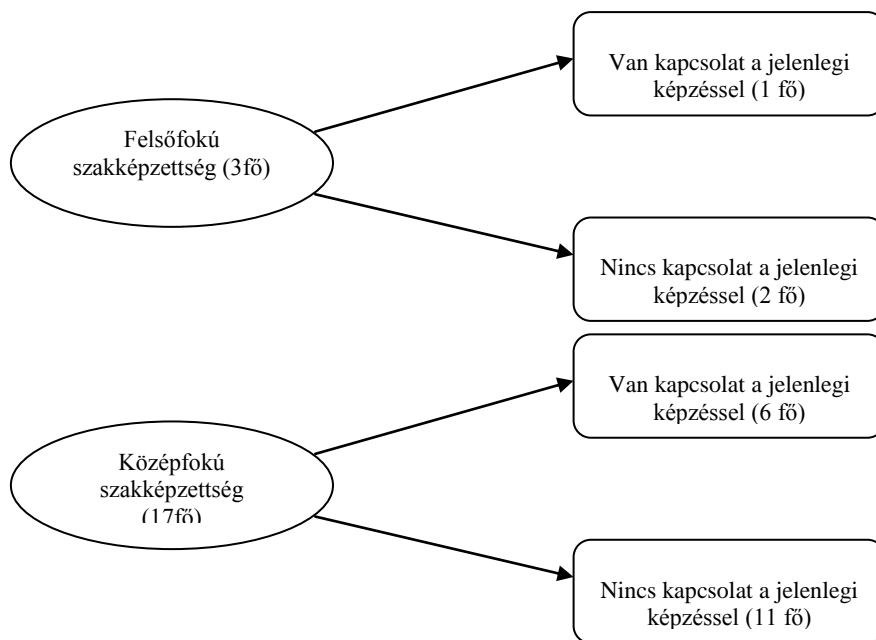 Van kapcsolat a jelenlegi
képzéssel (1 fő)
Felsőfokú
szakképzettség (3fő)
Nincs kapcsolat a jelenlegi
képzéssel (2 fő)
Van kapcsolat a jelenlegi
képzéssel (6 fő)
Középfokú
szakképzettség
(17fő)
Nincs kapcsolat a jelenlegi
képzéssel (11 fő)